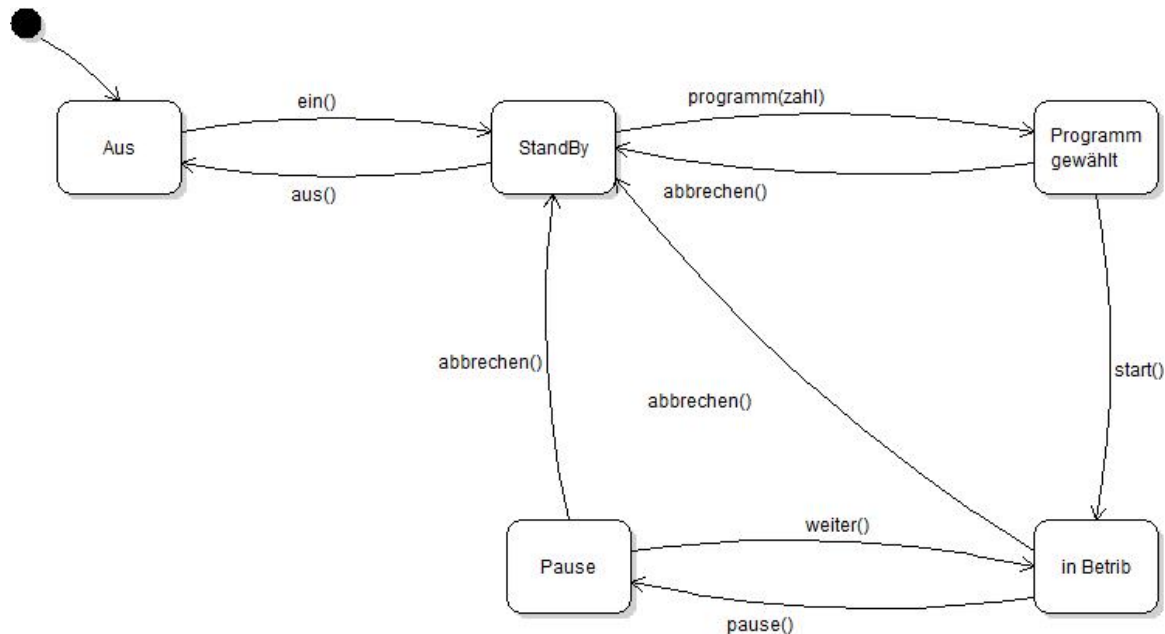 ein()
programm(zahl)
Aus
StandBy
Programm
gewählt
aus()
abbrechen()
abbrechen()
abbrechen()
start()
weiter()
Pause
in Betrib
pause()